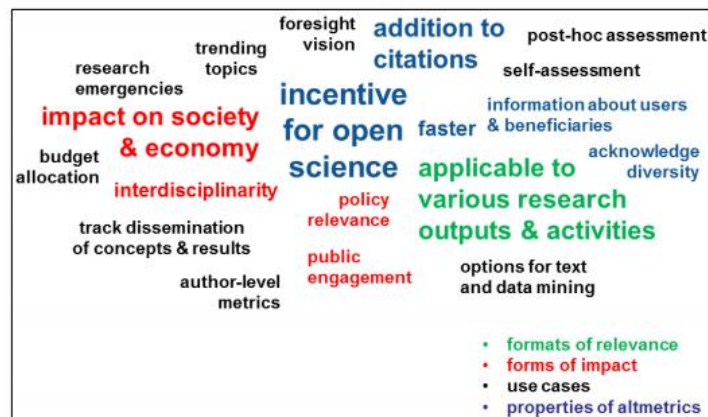 foresight
vision
addition to
citations
post-hoc assessment
trending
topics
self-assessment
research
emergencies
incentive
for open
science
information about users
& beneficiaries
impact on society
& economy
faster
acknowledge
diversity
budget
allocation
interdisciplinarity
applicable to
various research
outputs & activities
policy
relevance
track dissemination
of concepts & results
public
engagement
options for text
and data mining
author-level
metrics
• formats of relevance
• forms of impact
• use cases
• properties of altmetrics